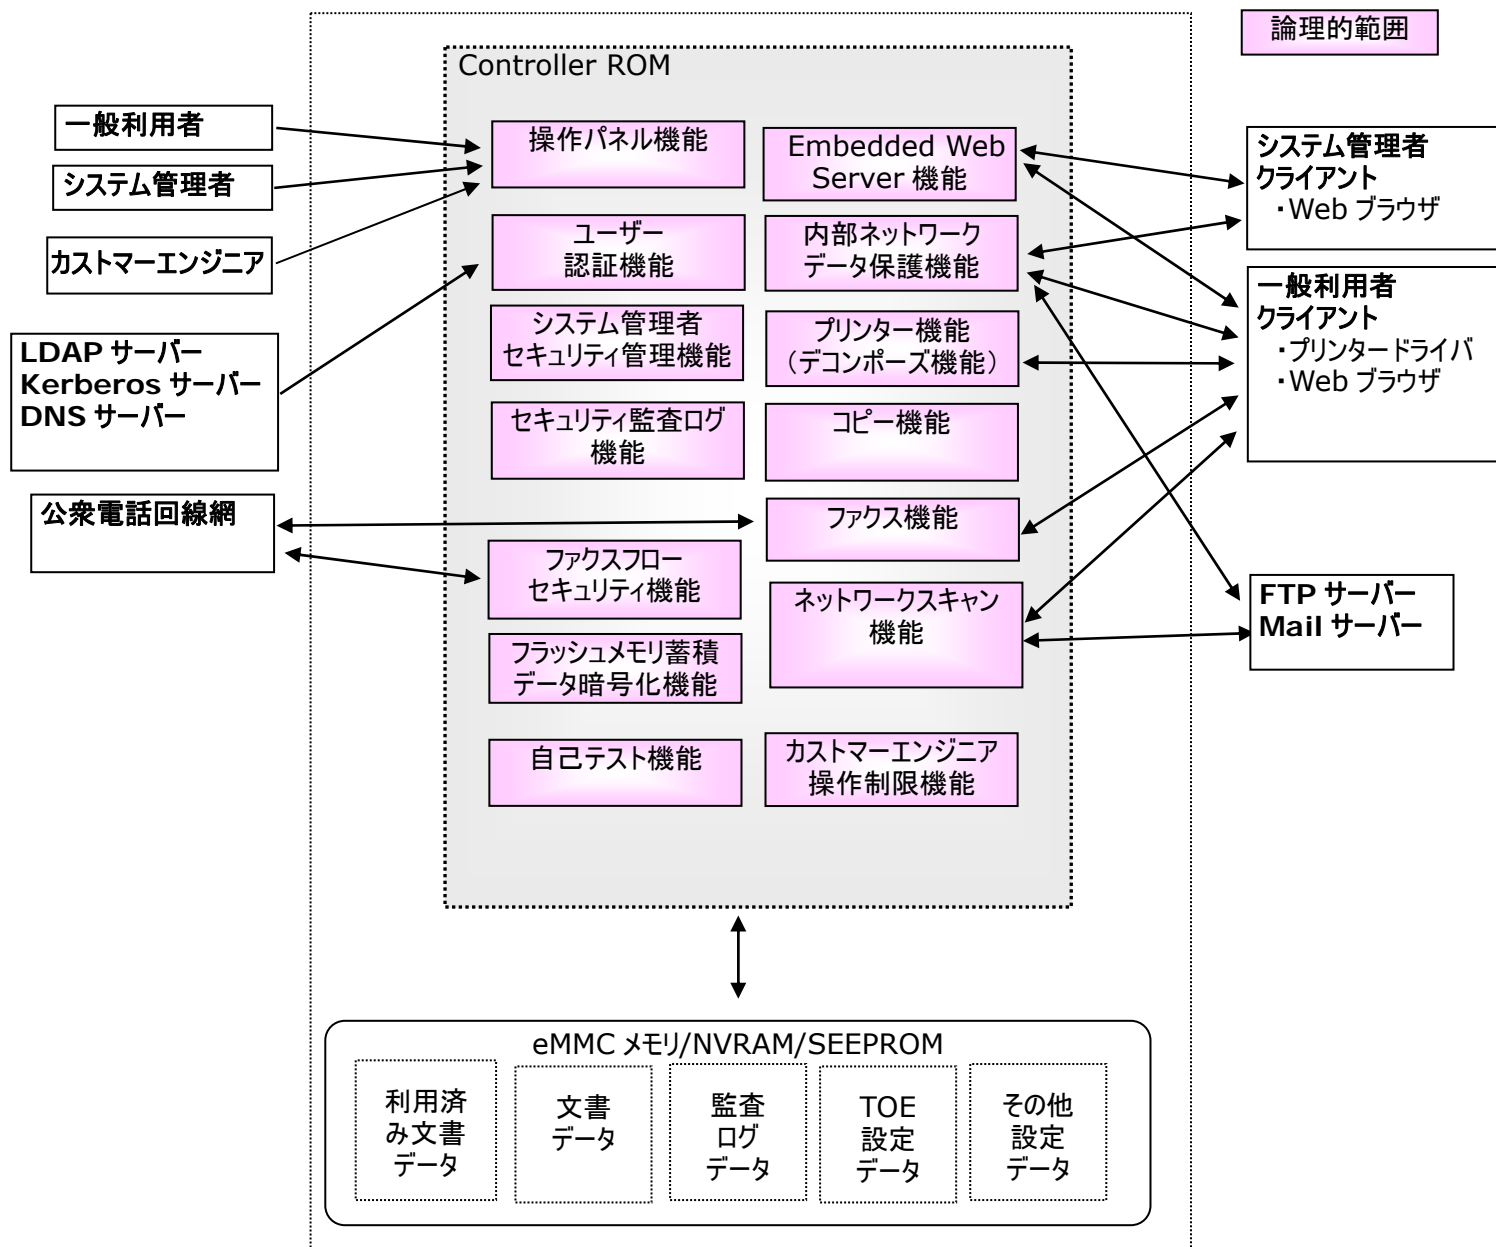 論理的範囲
Controller ROM
一般利用者
システム管理者
カストマーエンジニア
LDAP サーバー
Kerberos サーバー
DNS サーバー
公衆電話回線網
操作パネル機能
ユーザー
認証機能
システム管理者
セキュリティ管理機能
セキュリティ監査ログ
機能
ファクスフロー
セキュリティ機能
フラッシュメモリ蓄積
データ暗号化機能
自己テスト機能
Embedded Web
Server 機能
内部ネットワーク
データ保護機能
プリンター機能
（デコンポーズ機能）
コピー機能
ファクス機能
ネットワークスキャン
機能
カストマーエンジニア
操作制限機能
システム管理者
クライアント
・Web ブラウザ
一般利用者
クライアント
・プリンタードライバ
・Web ブラウザ
FTP サーバー
Mail サーバー
eMMC メモリ/NVRAM/SEEPROM
利用済
み文書
データ
文書
データ
監査
ログ
データ
TOE
設定
データ
その他
設定
データ